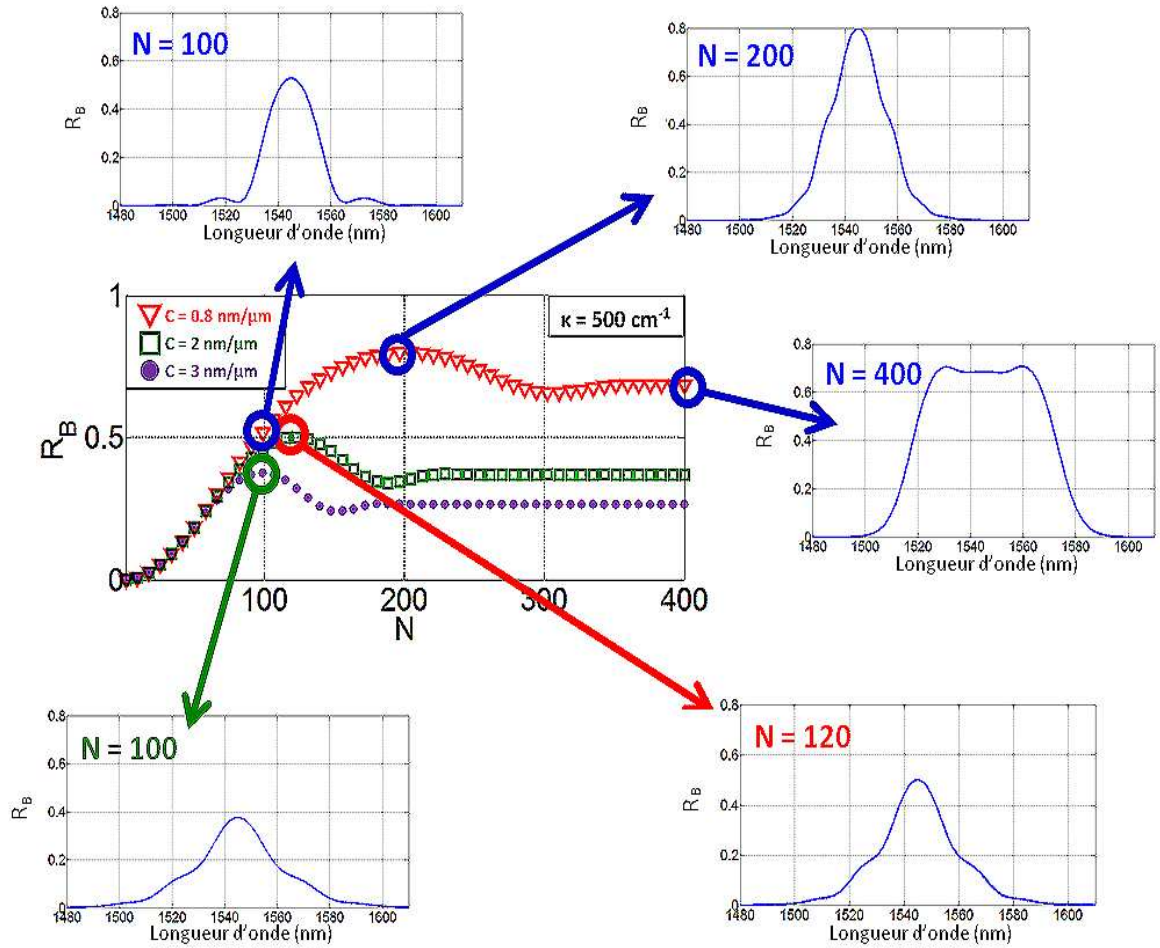 N = 100
0.8
0.6
0.4
0.2
0
R_B
1480 1500 1520 1540 1560 1580 1600
Longueur d'onde (nm)
N = 200
0.8
0.6
0.4
0.2
0
R_B
1480 1500 1520 1540 1560 1580 1600
Longueur d'onde (nm)
1
0.5
0
R_B
C = 0.8 nm/μm
C = 2 nm/μm
C = 3 nm/μm
κ = 500 cm⁻¹
100 200 300 400
N
N = 400
0.8
0.6
0.4
0.2
0
R_B
1480 1500 1520 1540 1560 1580 1600
Longueur d'onde (nm)
N = 100
0.8
0.6
0.4
0.2
0
R_B
1480 1500 1520 1540 1560 1580 1600
Longueur d'onde (nm)
N = 120
0.8
0.6
0.4
0.2
0
R_B
1480 1500 1520 1540 1560 1580 1600
Longueur d'onde (nm)